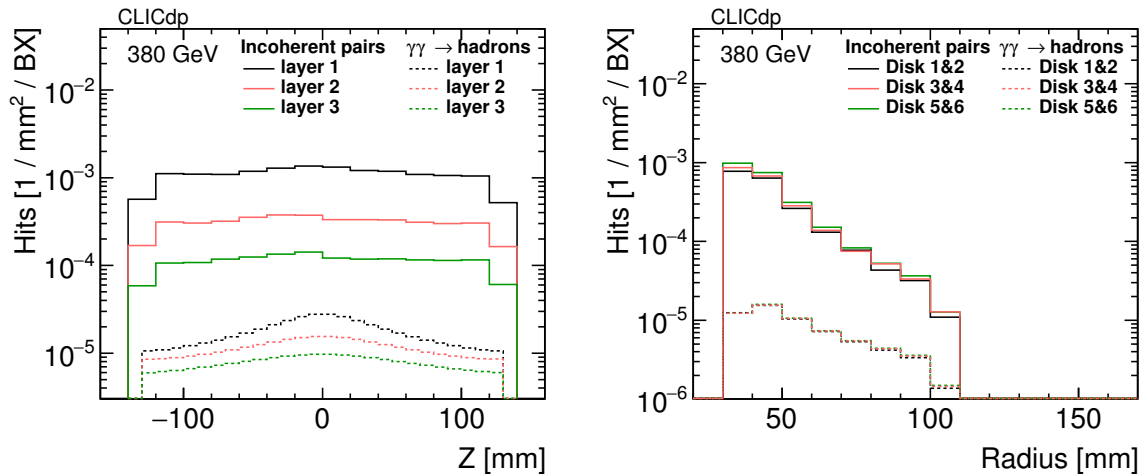 CLICdp
380 GeV
Incoherent pairs γγ → hadrons
layer 1 layer 1
layer 2 layer 2
layer 3 layer 3
Hits [1 / mm² / BX]
10⁻²
10⁻³
10⁻⁴
10⁻⁵
−100 0 100
Z [mm]
CLICdp
380 GeV
Incoherent pairs γγ → hadrons
Disk 1&2 Disk 1&2
Disk 3&4 Disk 3&4
Disk 5&6 Disk 5&6
Hits [1 / mm² / BX]
10⁻²
10⁻³
10⁻⁴
10⁻⁵
10⁻⁶
50 100 150
Radius [mm]